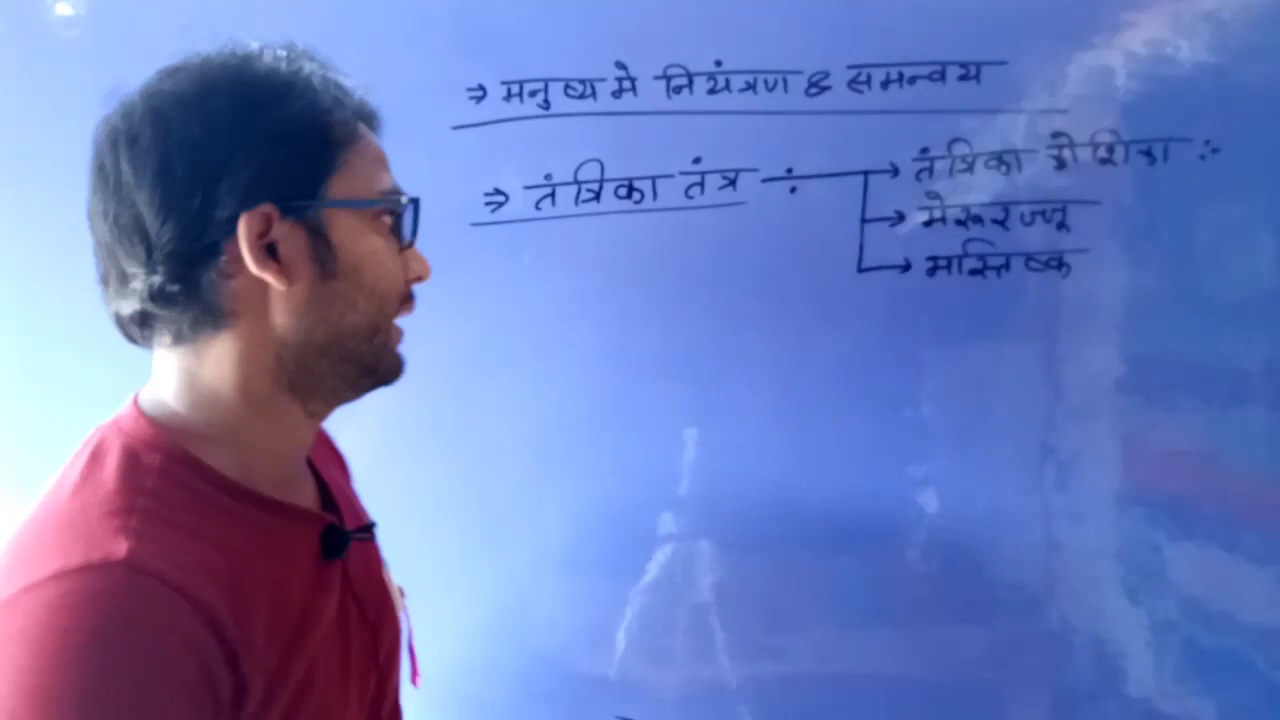 ⇒ मनुष्य मे नियंत्रण & समन्वय
⇒ तंत्रिका तंत्र :- → तंत्रिका कोशिका :-
→ मेरूरज्जू
→ मस्तिष्क